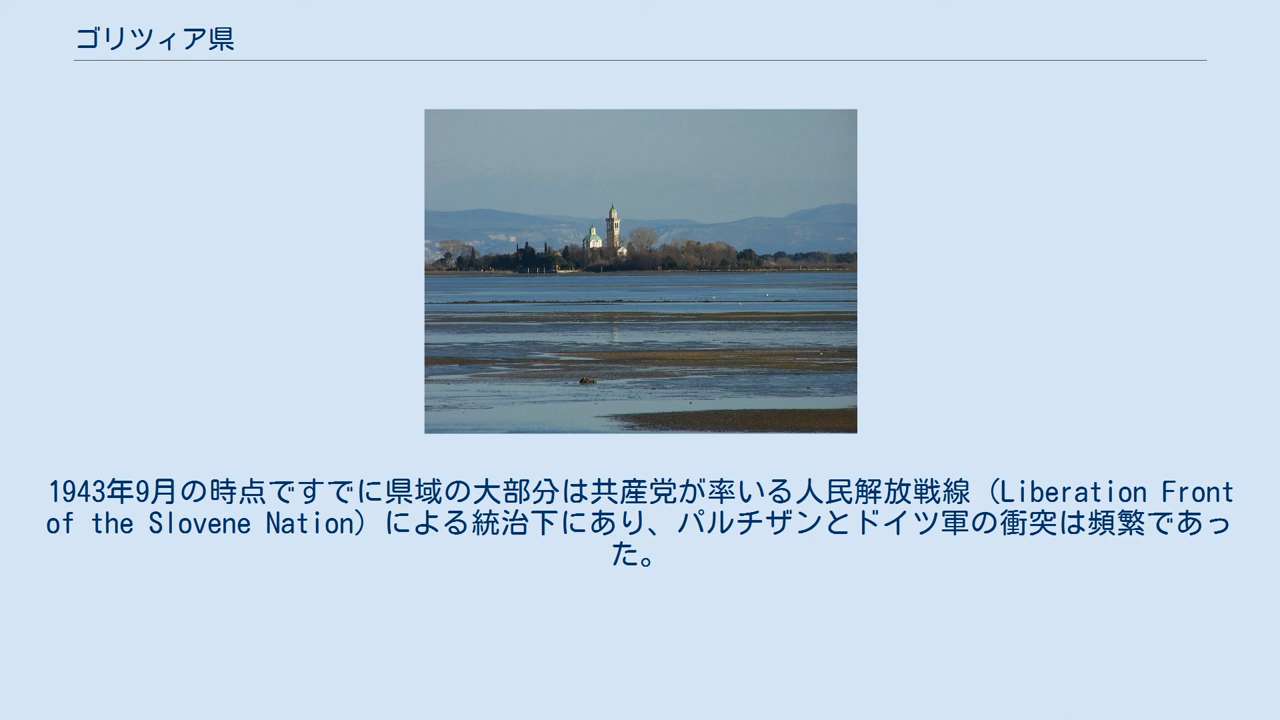 ゴリツィア県
1943年9月の時点ですでに県域の大部分は共産党が率いる人民解放戦線（Liberation Front
of the Slovene Nation）による統治下にあり、パルチザンとドイツ軍の衝突は頻繁であっ
た。